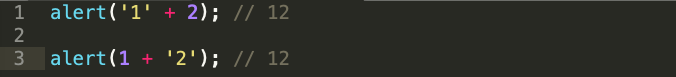 1 alert('1' + 2); // 12
2
3 alert(1 + '2'); // 12